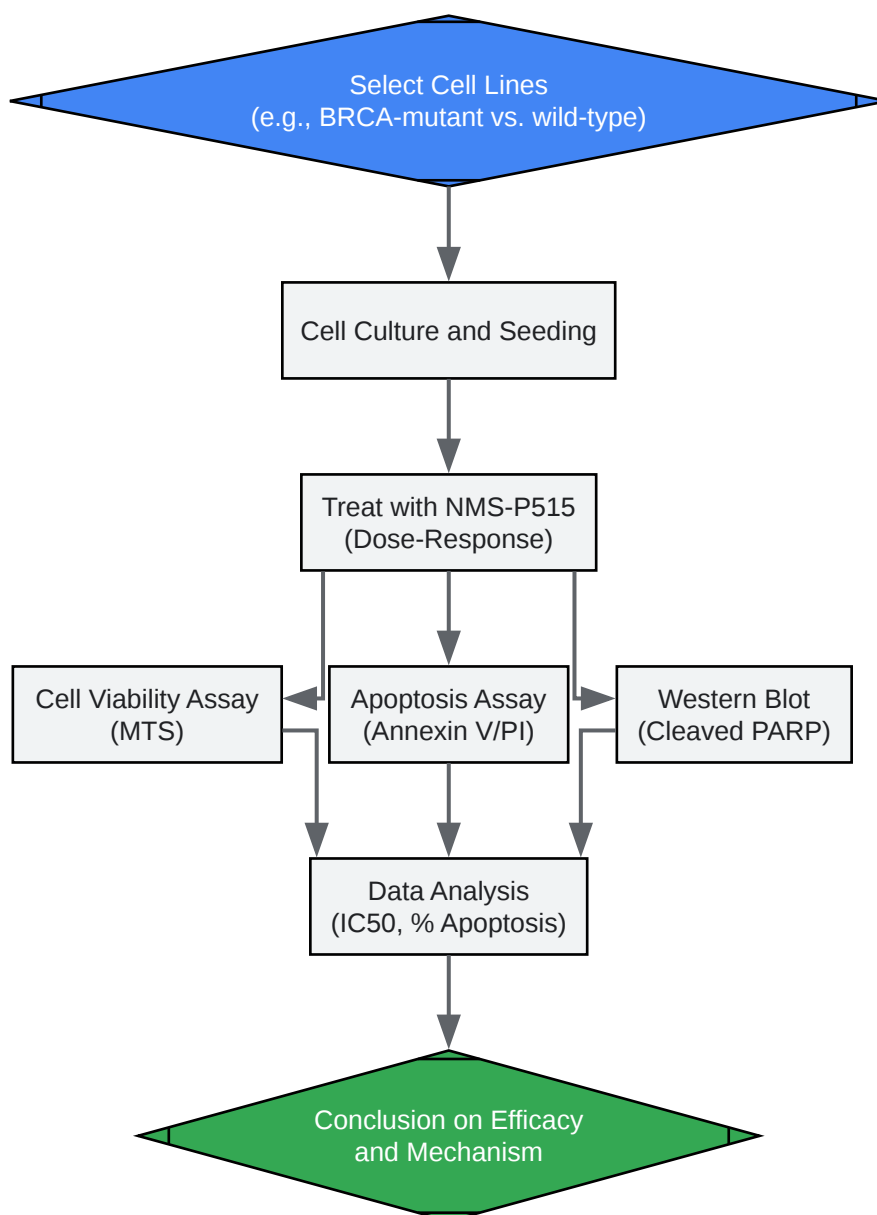 Select Cell Lines
(e.g., BRCA-mutant vs. wild-type)
Cell Culture and Seeding
Treat with NMS-P515
(Dose-Response)
Cell Viability Assay
(MTS)
Apoptosis Assay
(Annexin V/PI)
Western Blot
(Cleaved PARP)
Data Analysis
(IC50, % Apoptosis)
Conclusion on Efficacy
and Mechanism